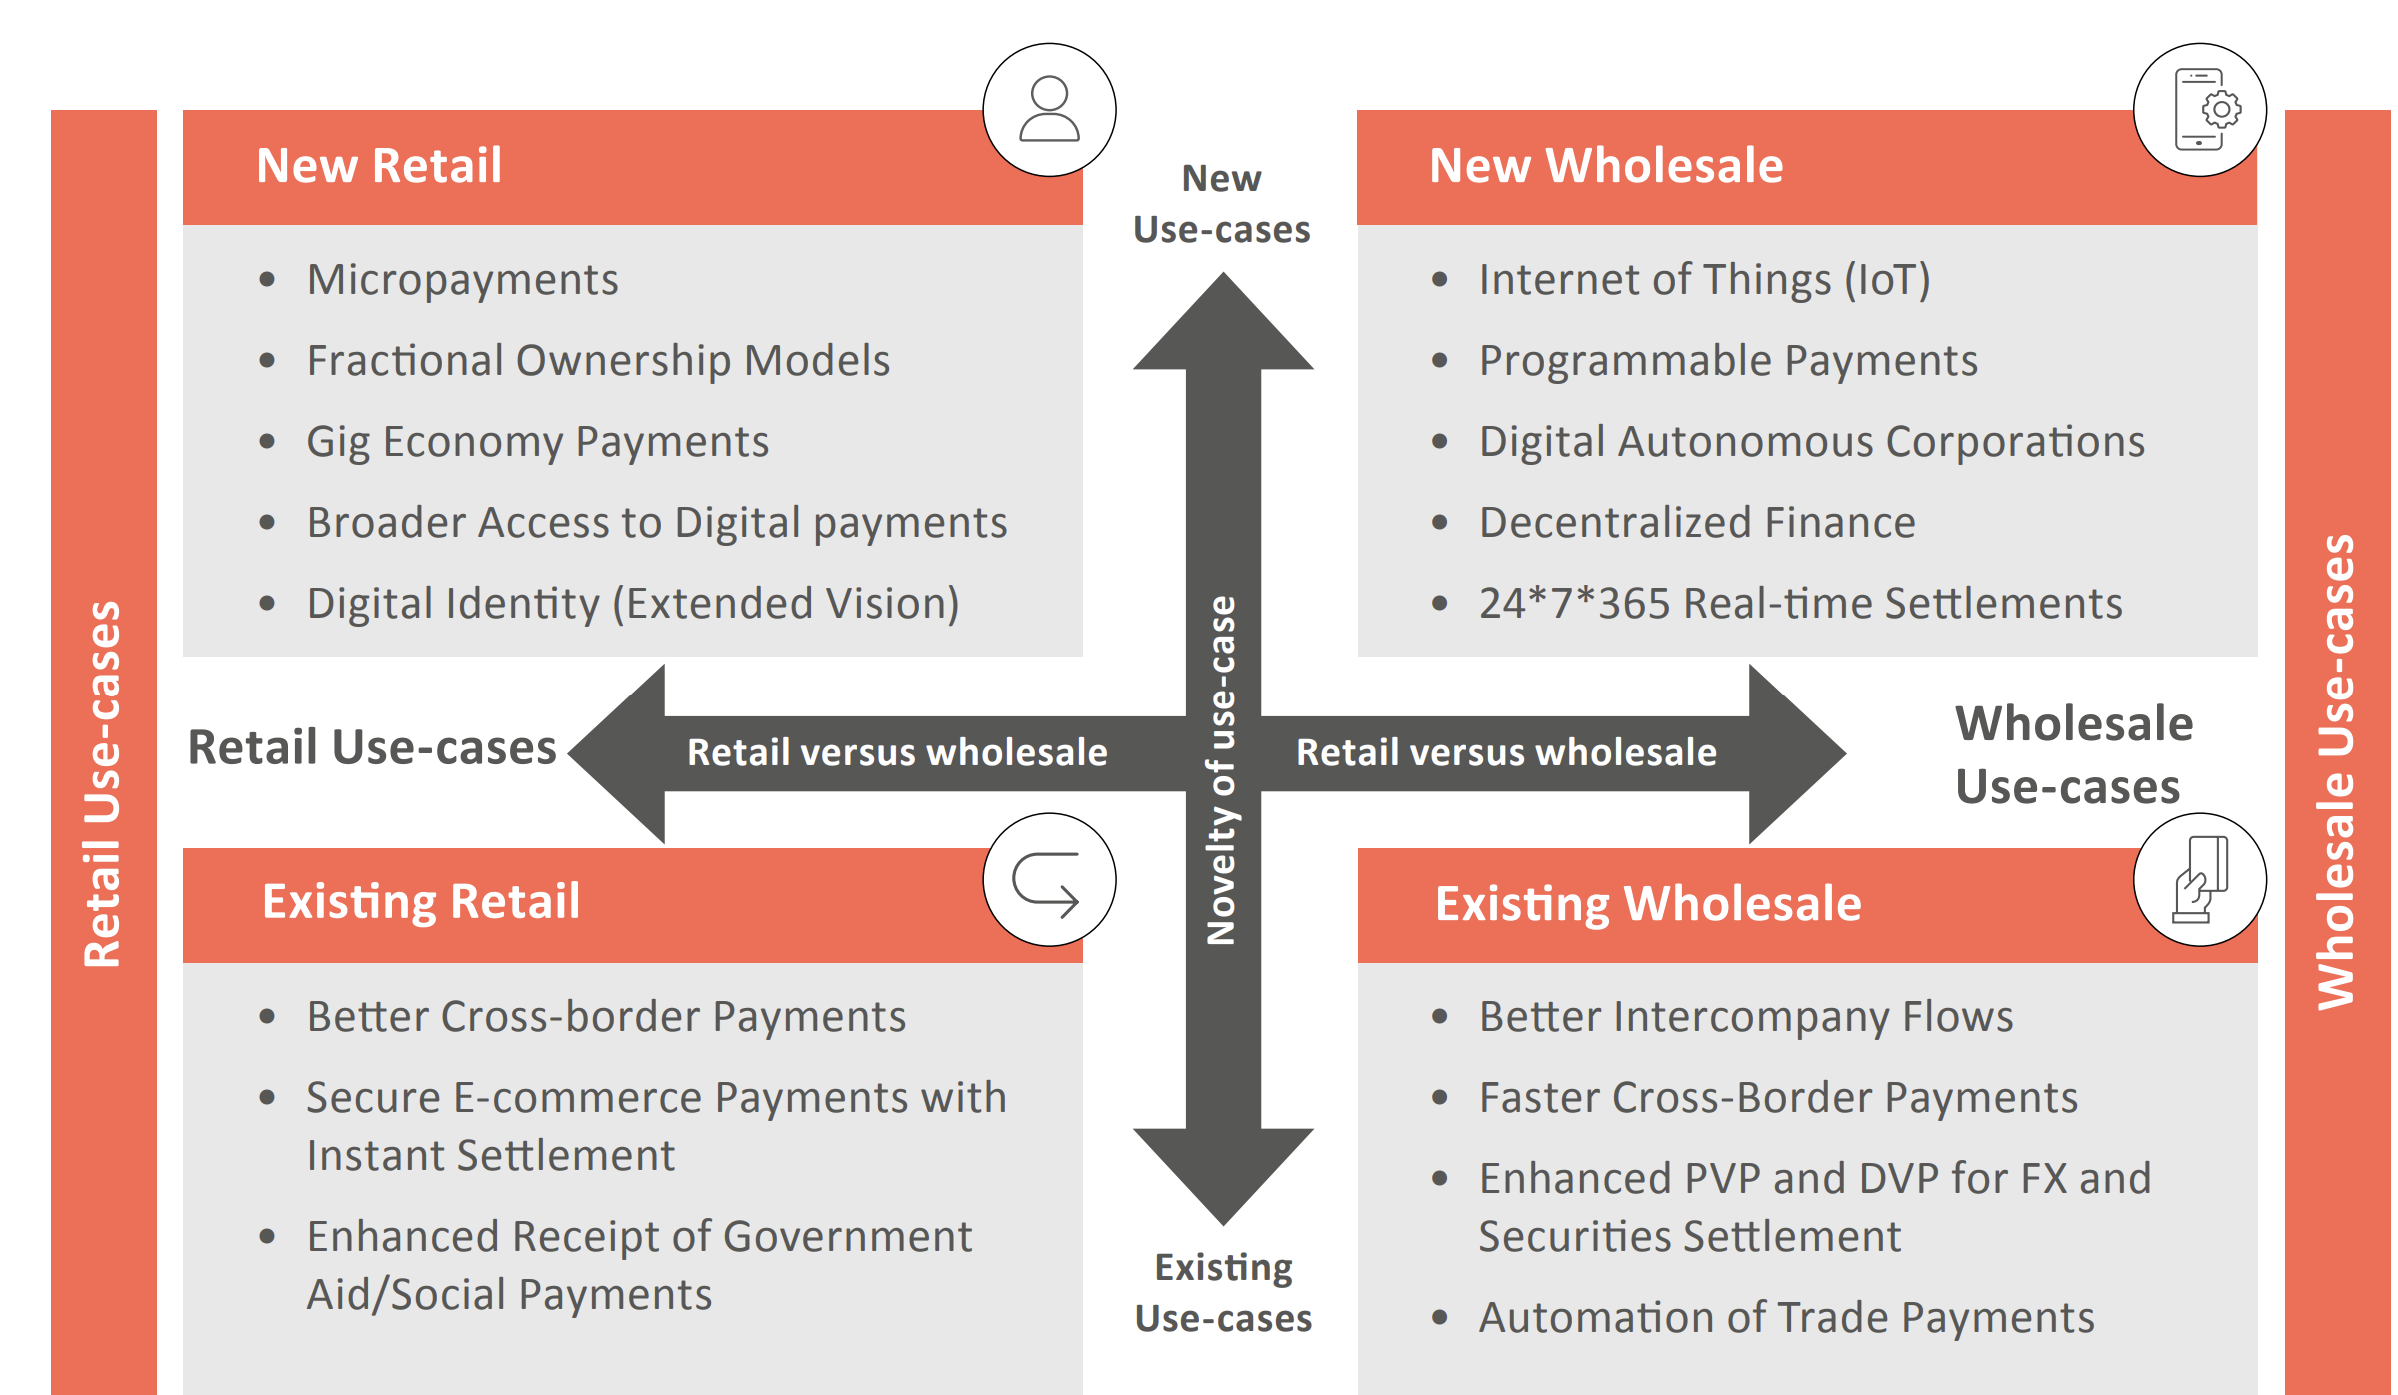 New Retail
• Micropayments
• Fractional Ownership Models
• Gig Economy Payments
• Broader Access to Digital payments
• Digital Identity (Extended Vision)
New
Use-cases
New Wholesale
• Internet of Things (IoT)
• Programmable Payments
• Digital Autonomous Corporations
• Decentralized Finance
• 24*7*365 Real-time Settlements
Retail Use-cases
Retail Use-cases
Retail versus wholesale
Novelty of use-case
Retail versus wholesale
Wholesale
Use-cases
Wholesale Use-cases
Existing Retail
• Better Cross-border Payments
• Secure E-commerce Payments with
Instant Settlement
• Enhanced Receipt of Government
Aid/Social Payments
Existing
Use-cases
Existing Wholesale
• Better Intercompany Flows
• Faster Cross-Border Payments
• Enhanced PVP and DVP for FX and
Securities Settlement
• Automation of Trade Payments